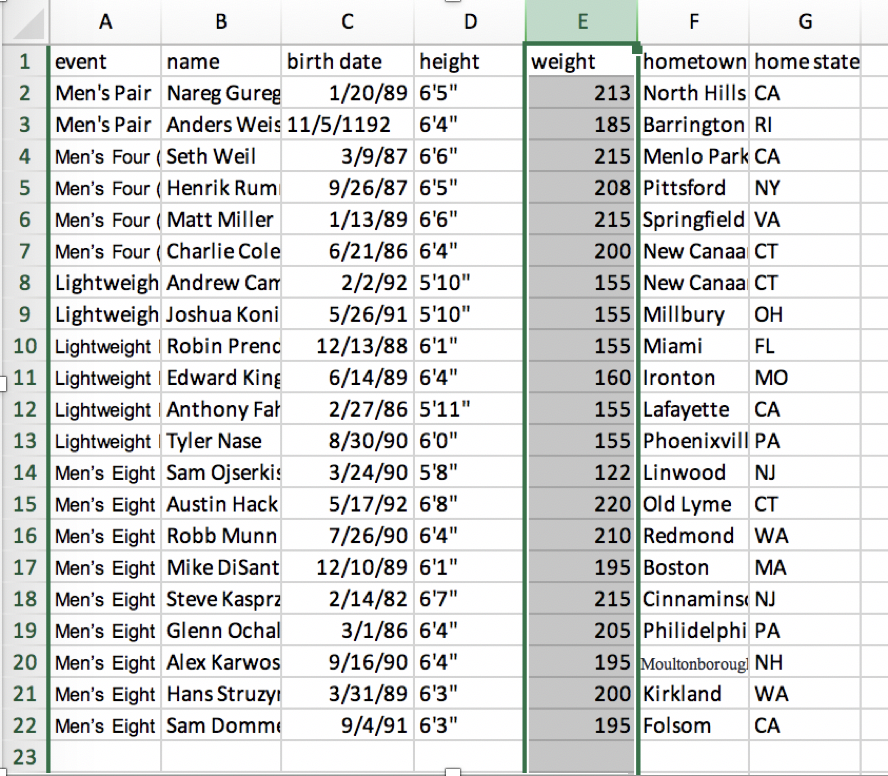 A B C D E F G
1 event name birth date height weight hometown home state
2 Men's Pair Nareg Gureg 1/20/89 6'5" 213 North Hills CA
3 Men's Pair Anders Weis 11/5/1192 6'4" 185 Barrington RI
4 Men’s Four ( Seth Weil 3/9/87 6'6" 215 Menlo Park CA
5 Men’s Four ( Henrik Rum 9/26/87 6'5" 208 Pittsford NY
6 Men’s Four ( Matt Miller 1/13/89 6'6" 215 Springfield VA
7 Men’s Four ( Charlie Cole 6/21/86 6'4" 200 New Canaa CT
8 Lightweigh Andrew Cam 2/2/92 5'10" 155 New Canaa CT
9 Lightweigh Joshua Koni 5/26/91 5'10" 155 Millbury OH
10 Lightweight Robin Prend 12/13/88 6'1" 155 Miami FL
11 Lightweight Edward King 6/14/89 6'4" 160 Ironton MO
12 Lightweight Anthony Fah 2/27/86 5'11" 155 Lafayette CA
13 Lightweight Tyler Nase 8/30/90 6'0" 155 Phoenixvill PA
14 Men’s Eight Sam Ojserkis 3/24/90 5'8" 122 Linwood NJ
15 Men’s Eight Austin Hack 5/17/92 6'8" 220 Old Lyme CT
16 Men’s Eight Robb Munn 7/26/90 6'4" 210 Redmond WA
17 Men’s Eight Mike DiSant 12/10/89 6'1" 195 Boston MA
18 Men’s Eight Steve Kasprz 2/14/82 6'7" 215 Cinnaminso NJ
19 Men’s Eight Glenn Ochal 3/1/86 6'4" 205 Philidelphi PA
20 Men’s Eight Alex Karwos 9/16/90 6'4" 195 Moultonboroug NH
21 Men’s Eight Hans Struzyn 3/31/89 6'3" 200 Kirkland WA
22 Men’s Eight Sam Domme 9/4/91 6'3" 195 Folsom CA
23